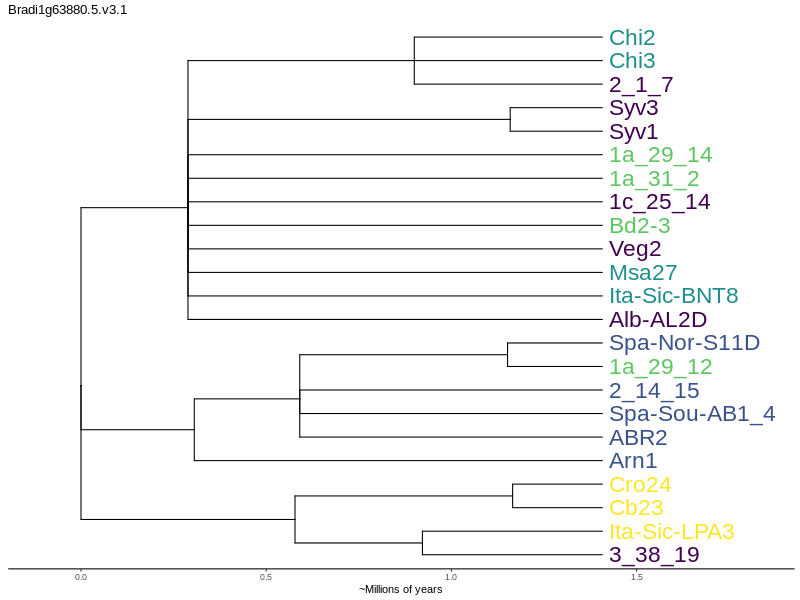 Bradi1g63880.5.v3.1
Chi2
Chi3
2_1_7
Syv3
Syv1
1a_29_14
1a_31_2
1c_25_14
Bd2-3
Veg2
Msa27
Ita-Sic-BNT8
Alb-AL2D
Spa-Nor-S11D
1a_29_12
2_14_15
Spa-Sou-AB1_4
ABR2
Arn1
Cro24
Cb23
Ita-Sic-LPA3
3_38_19
0.0 0.5 1.0 1.5
~Millions of years